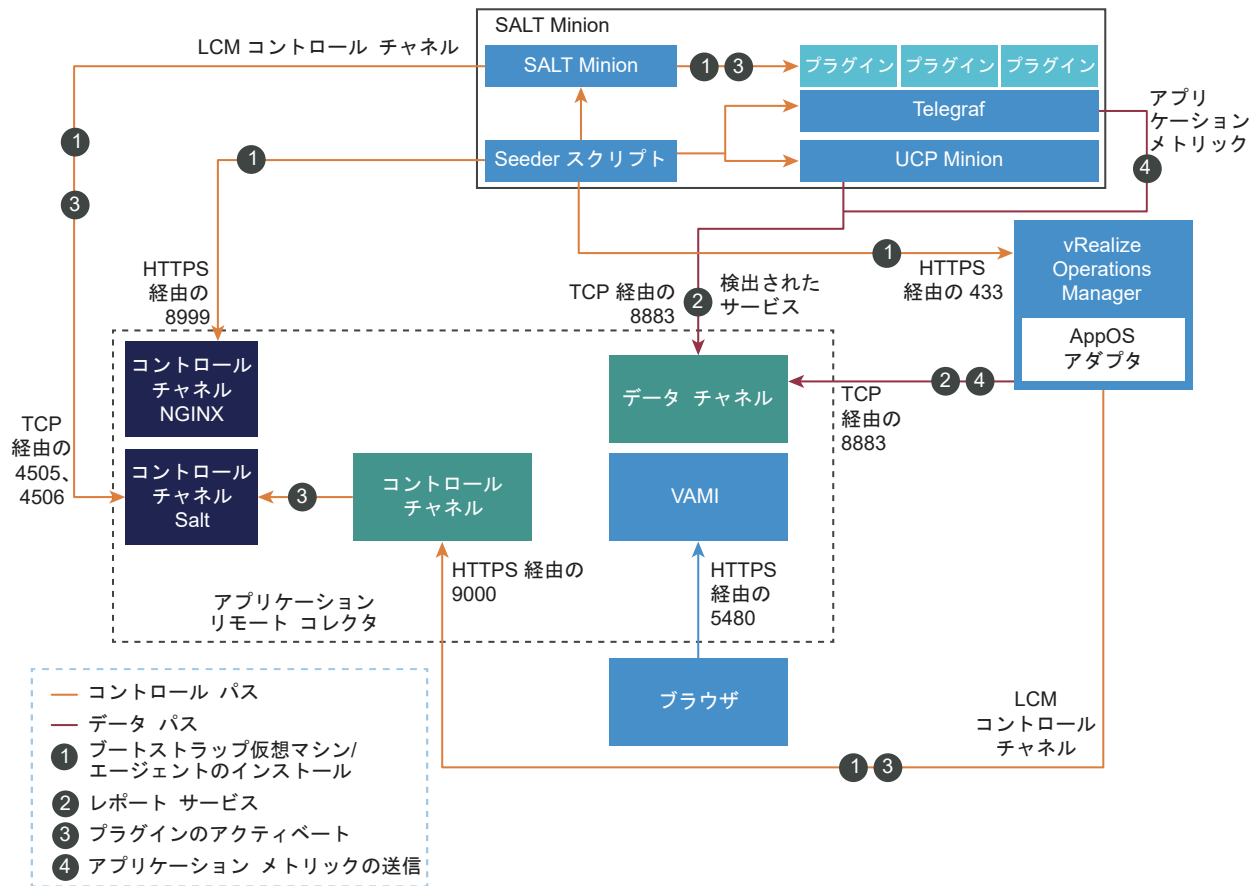 SALT Minion
LCM コントロール チャネル
SALT Minion
1
3
プラグイン
プラグイン
プラグイン
Telegraf
アプリ
ケーション
メトリック
1
1
Seeder スクリプト
UCP Minion
4
3
vRealize
Operations
Manager
1
HTTPS
経由の 433
HTTPS
経由の
8999
TCP 経由の
8883
2
検出された
サービス
AppOS
アダプタ
コントロール
チャネル
NGINX
データ チャネル
2
4
TCP
経由の
8883
TCP
経由の
4505、
4506
コントロール
チャネル
Salt
3
コントロール
チャネル
VAMI
HTTPS 経由の
9000
HTTPS
経由の
5480
アプリケーション
リモート コレクタ
ブラウザ
LCM
コントロール
チャネル
1
3
コントロール パス
データ パス
1 ブートストラップ仮想マシン/
エージェントのインストール
2 レポート サービス
3 プラグインのアクティベート
4 アプリケーション メトリックの送信